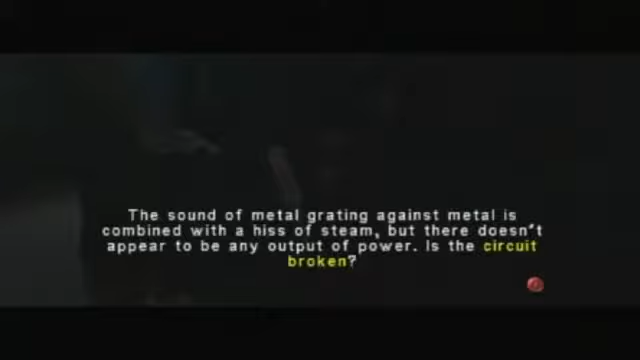 The sound of metal grating against metal is
combined with a hiss of steam, but there doesn't
appear to be any output of power. Is the circuit
broken?